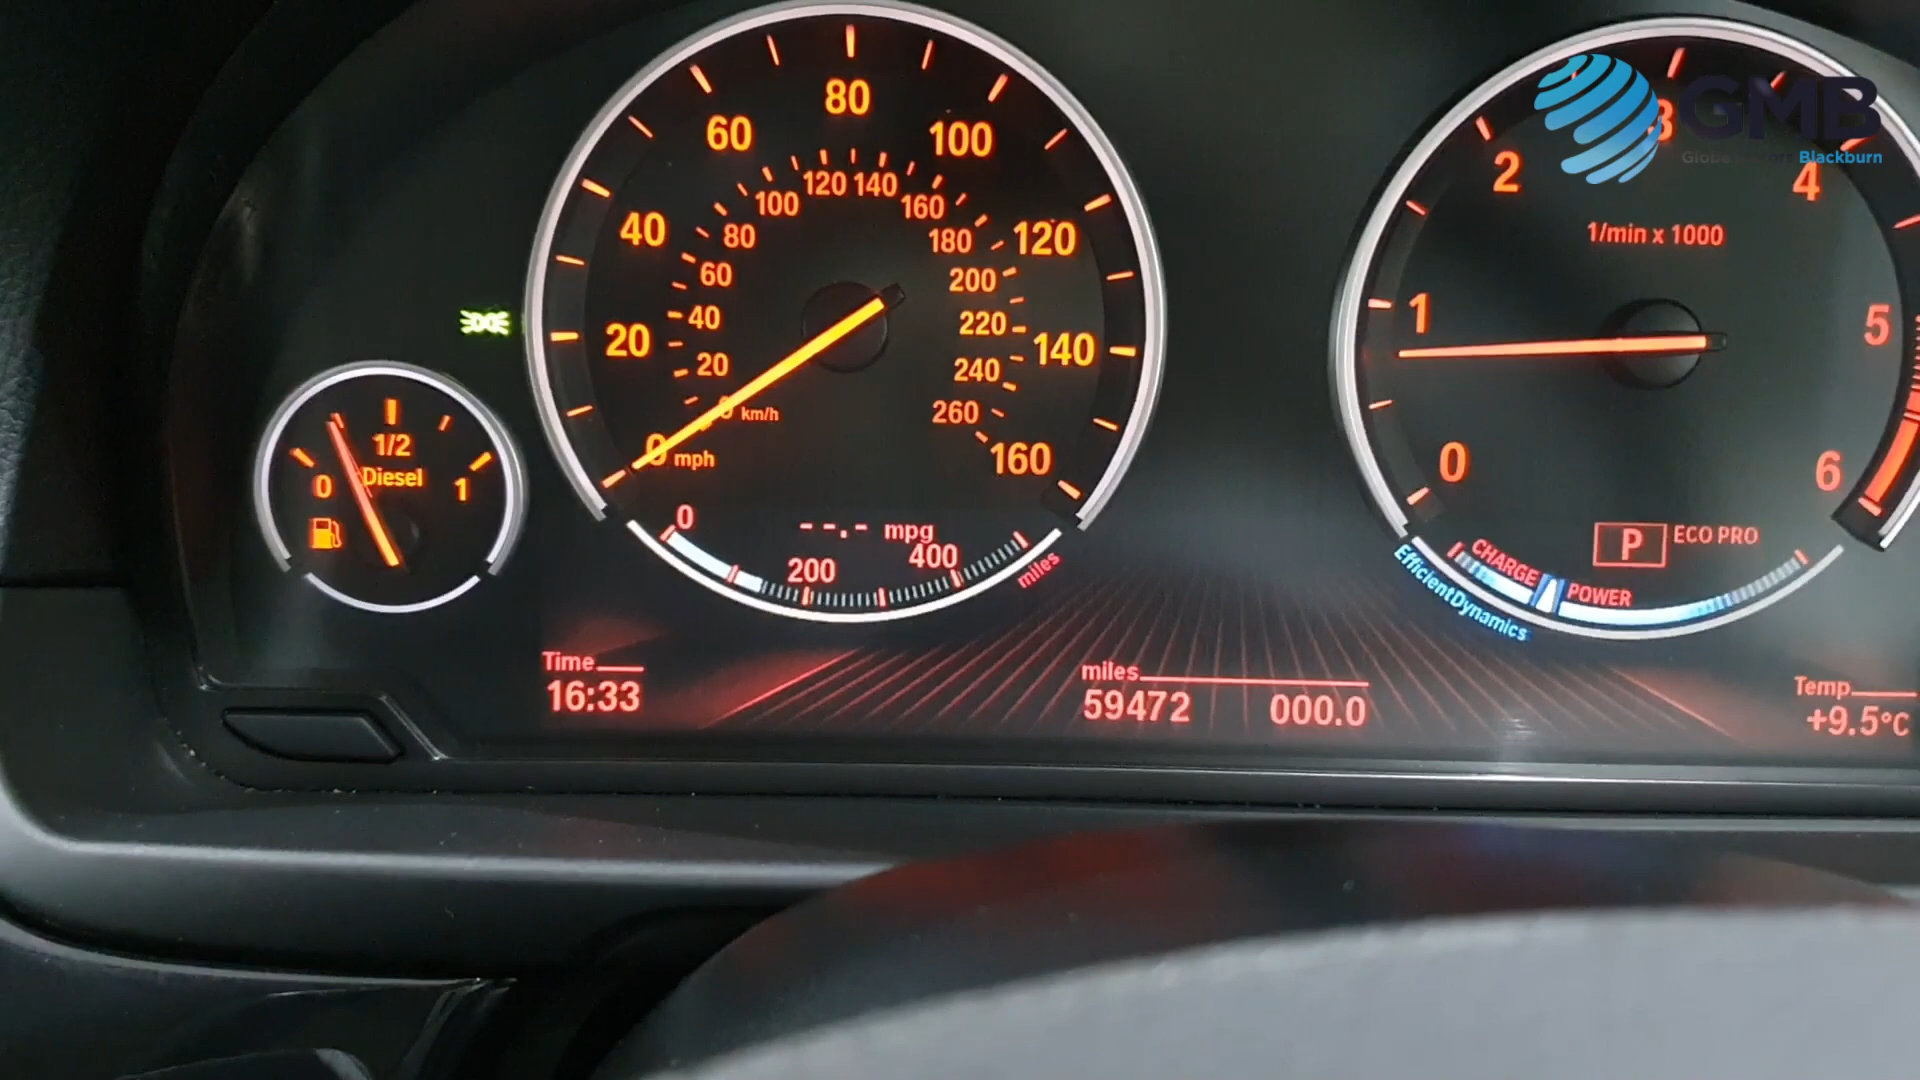 80
60
100
40
120
20
140
0 mph
160
120 140
100
160
80
180
60
200
40
220
20
240
0 km/h
260
1/2
Diesel
0
1
--.- mpg
0
200
400
miles
3
2
4
1/min x 1000
1
5
0
6
P
ECO PRO
CHARGE
POWER
EfficientDynamics
Time
16:33
miles
59472
000.0
Temp
+9.5°C
GMB
Blackburn